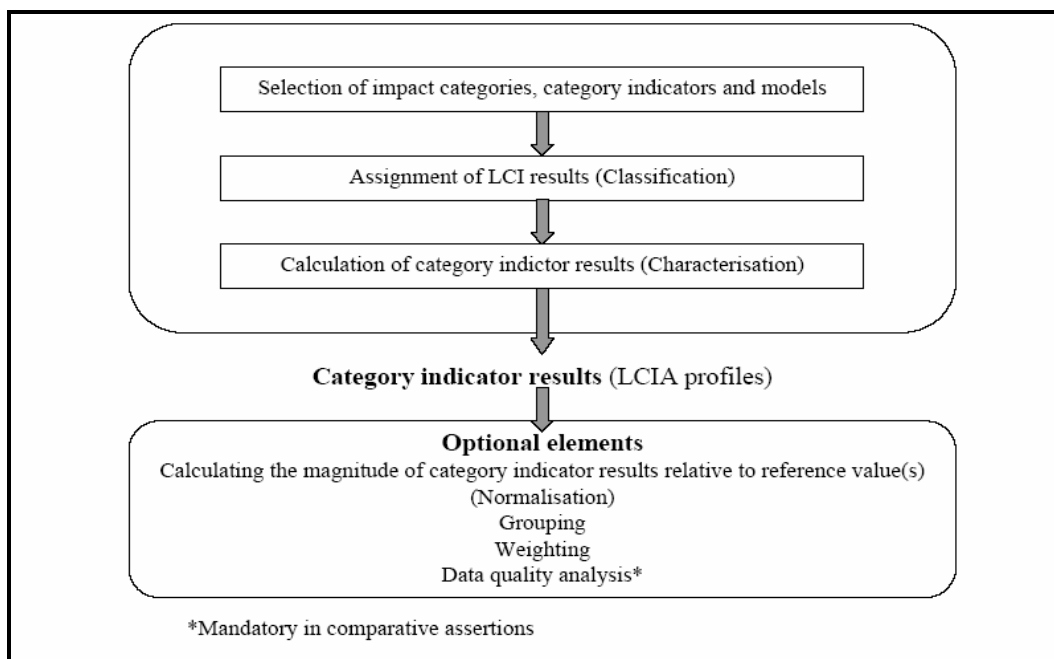 Selection of impact categories, category indicators and models
Assignment of LCI results (Classification)
Calculation of category indictor results (Characterisation)
Category indicator results (LCIA profiles)
Optional elements
Calculating the magnitude of category indicator results relative to reference value(s)
(Normalisation)
Grouping
Weighting
Data quality analysis*
*Mandatory in comparative assertions